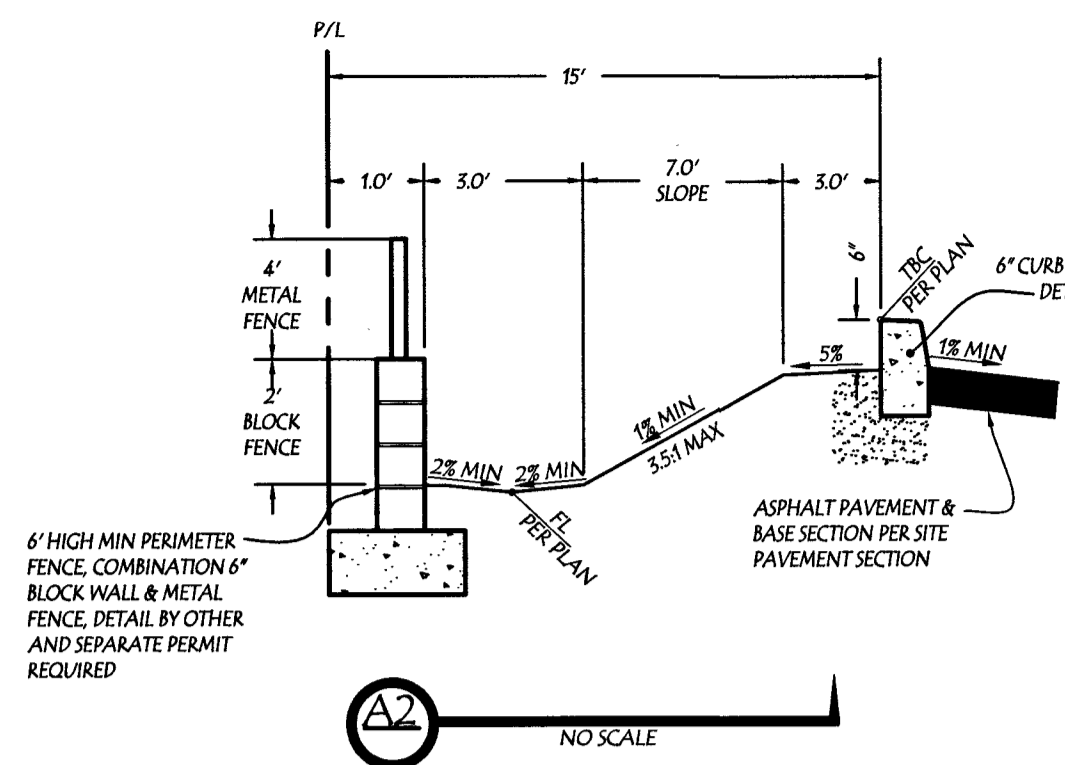 P/L
15'
1.0'
3.0'
7.0'
SLOPE
3.0'
4'
METAL
FENCE
2'
BLOCK
FENCE
6"
TBC
PER PLAN
6" CURB
DET
5%
1% MIN
1% MIN
3.5:1 MAX
2% MIN
2% MIN
FL
PER PLAN
ASPHALT PAVEMENT &
BASE SECTION PER SITE
PAVEMENT SECTION
6' HIGH MIN PERIMETER
FENCE, COMBINATION 6"
BLOCK WALL & METAL
FENCE, DETAIL BY OTHER
AND SEPARATE PERMIT
REQUIRED
A2
NO SCALE